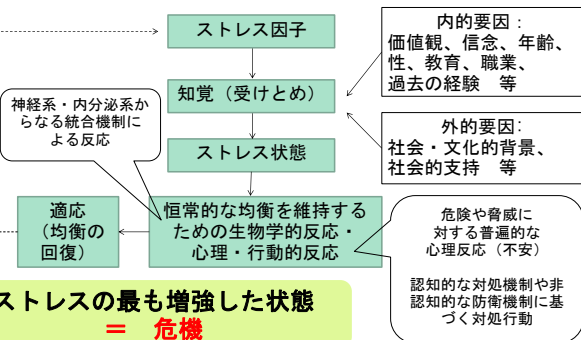 ストレス因子
内的要因：
価値観、信念、年齢、
性、教育、職業、
過去の経験　等
知覚（受けとめ）
神経系・内分泌系か
らなる統合機制に
よる反応
外的要因:
社会・文化的背景、
社会的支持　等
ストレス状態
適応
（均衡の
回復）
恒常的な均衡を維持する
ための生物学的反応・
心理・行動的反応
危険や脅威に
対する普遍的な
心理反応（不安）
認知的な対処機制や非
認知的な防衛機制に基
づく対処行動
ストレスの最も増強した状態
＝　危機